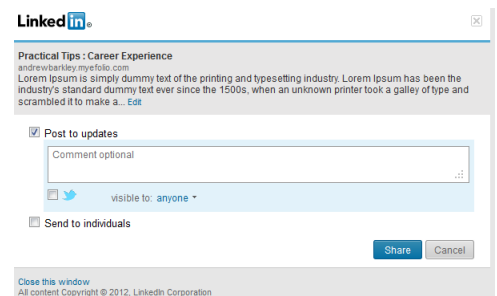 Linked in ®
Practical Tips : Career Experience
andrewbarkley.myefolio.com
Lorem Ipsum is simply dummy text of the printing and typesetting industry. Lorem Ipsum has been the
industry's standard dummy text ever since the 1500s, when an unknown printer took a galley of type and
scrambled it to make a... Edit
Post to updates
Comment optional
visible to: anyone
Send to individuals
Share Cancel
Close this window
All content Copyright © 2012, LinkedIn Corporation